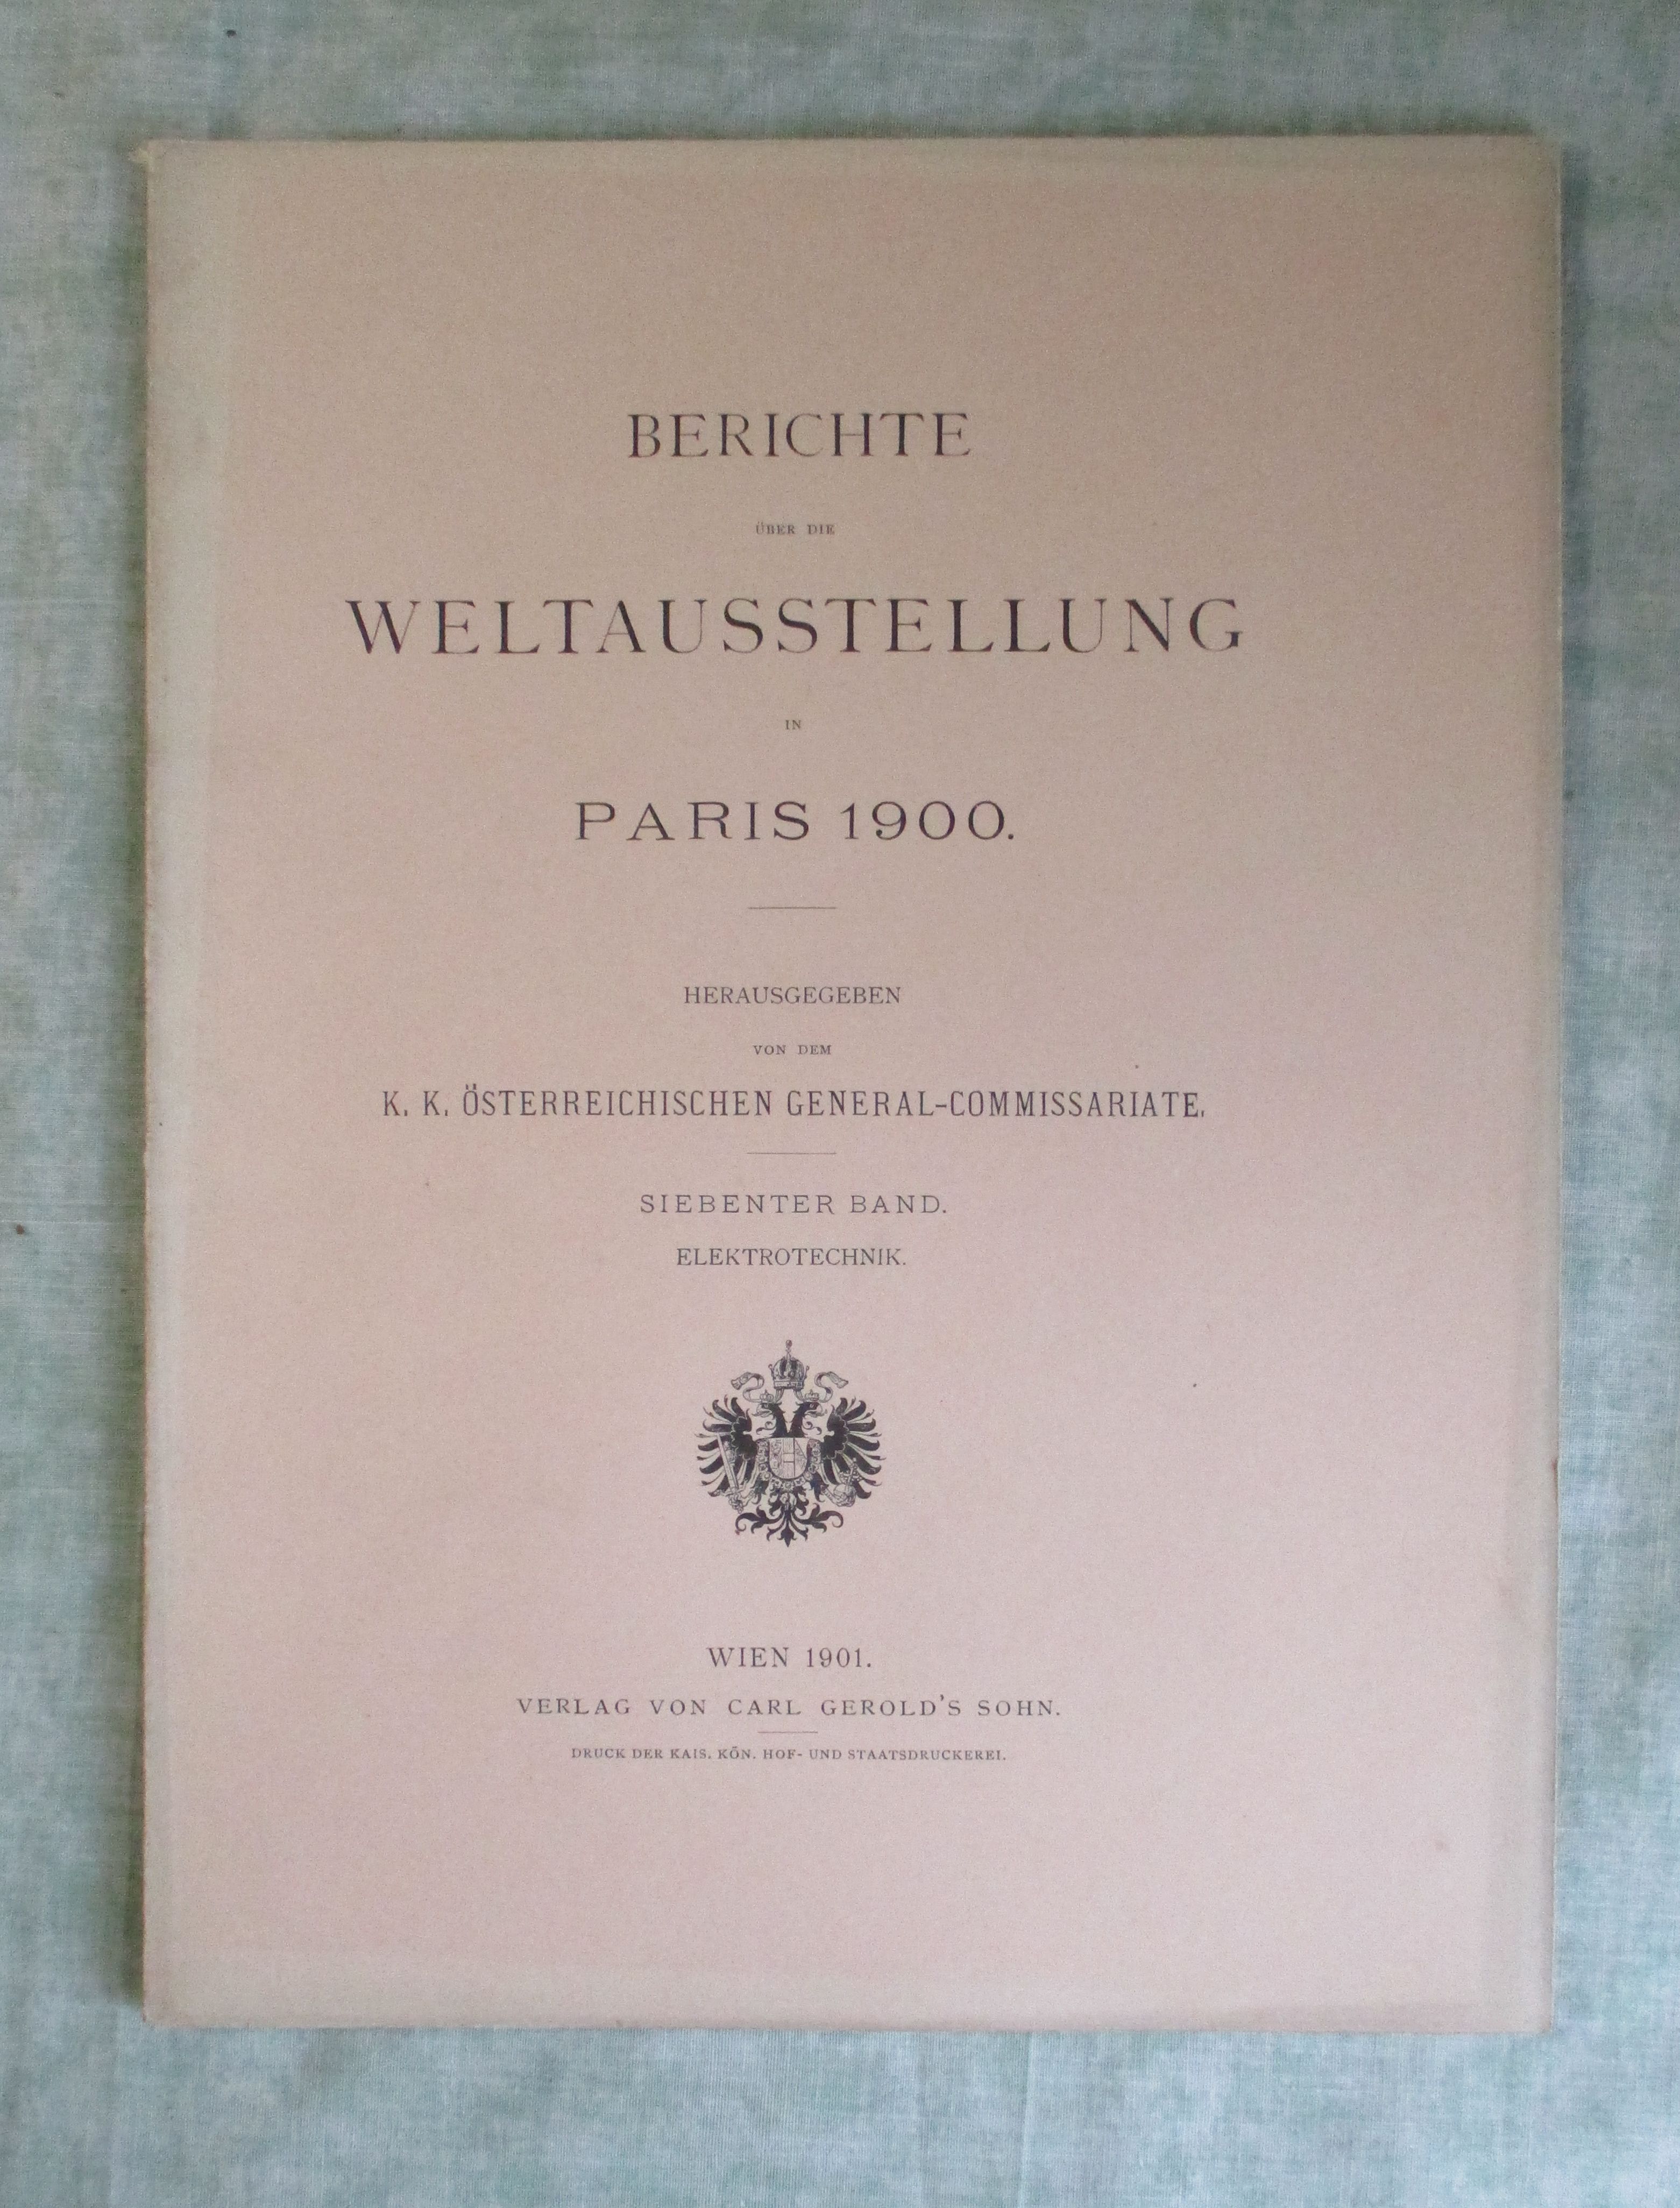 BERICHTE
ÜBER DIE
WELTAUSSTELLUNG
IN
PARIS 1900.
HERAUSGEGEBEN
VON DEM
K. K. ÖSTERREICHISCHEN GENERAL-COMMISSARIATE.
SIEBENTER BAND.
ELEKTROTECHNIK.
WIEN 1901.
VERLAG VON CARL GEROLD'S SOHN.
DRUCK DER KAIS. KÖN. HOF- UND STAATSDRUCKEREI.